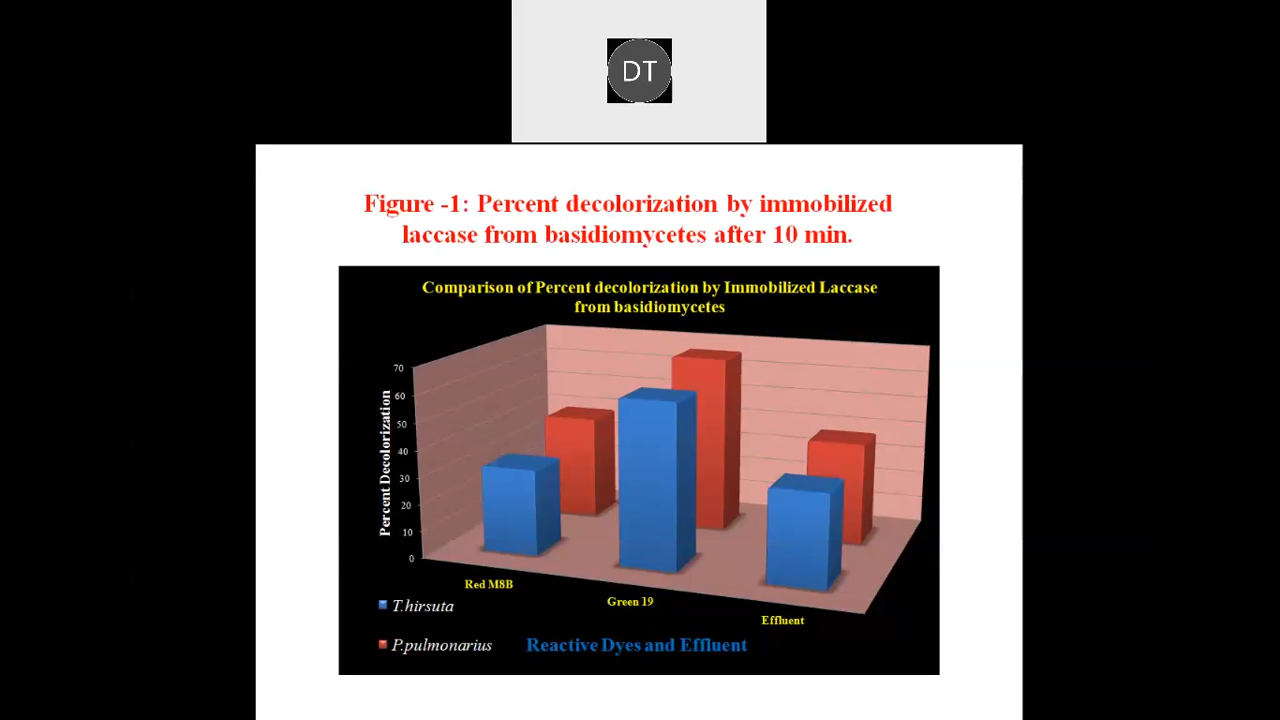 DT
Figure -1: Percent decolorization by immobilized
laccase from basidiomycetes after 10 min.
Comparison of Percent decolorization by Immobilized Laccase
from basidiomycetes
Percent Decolorization
70
60
50
40
30
20
10
0
Red M8B
Green 19
Effluent
T.hirsuta
P.pulmonarius
Reactive Dyes and Effluent